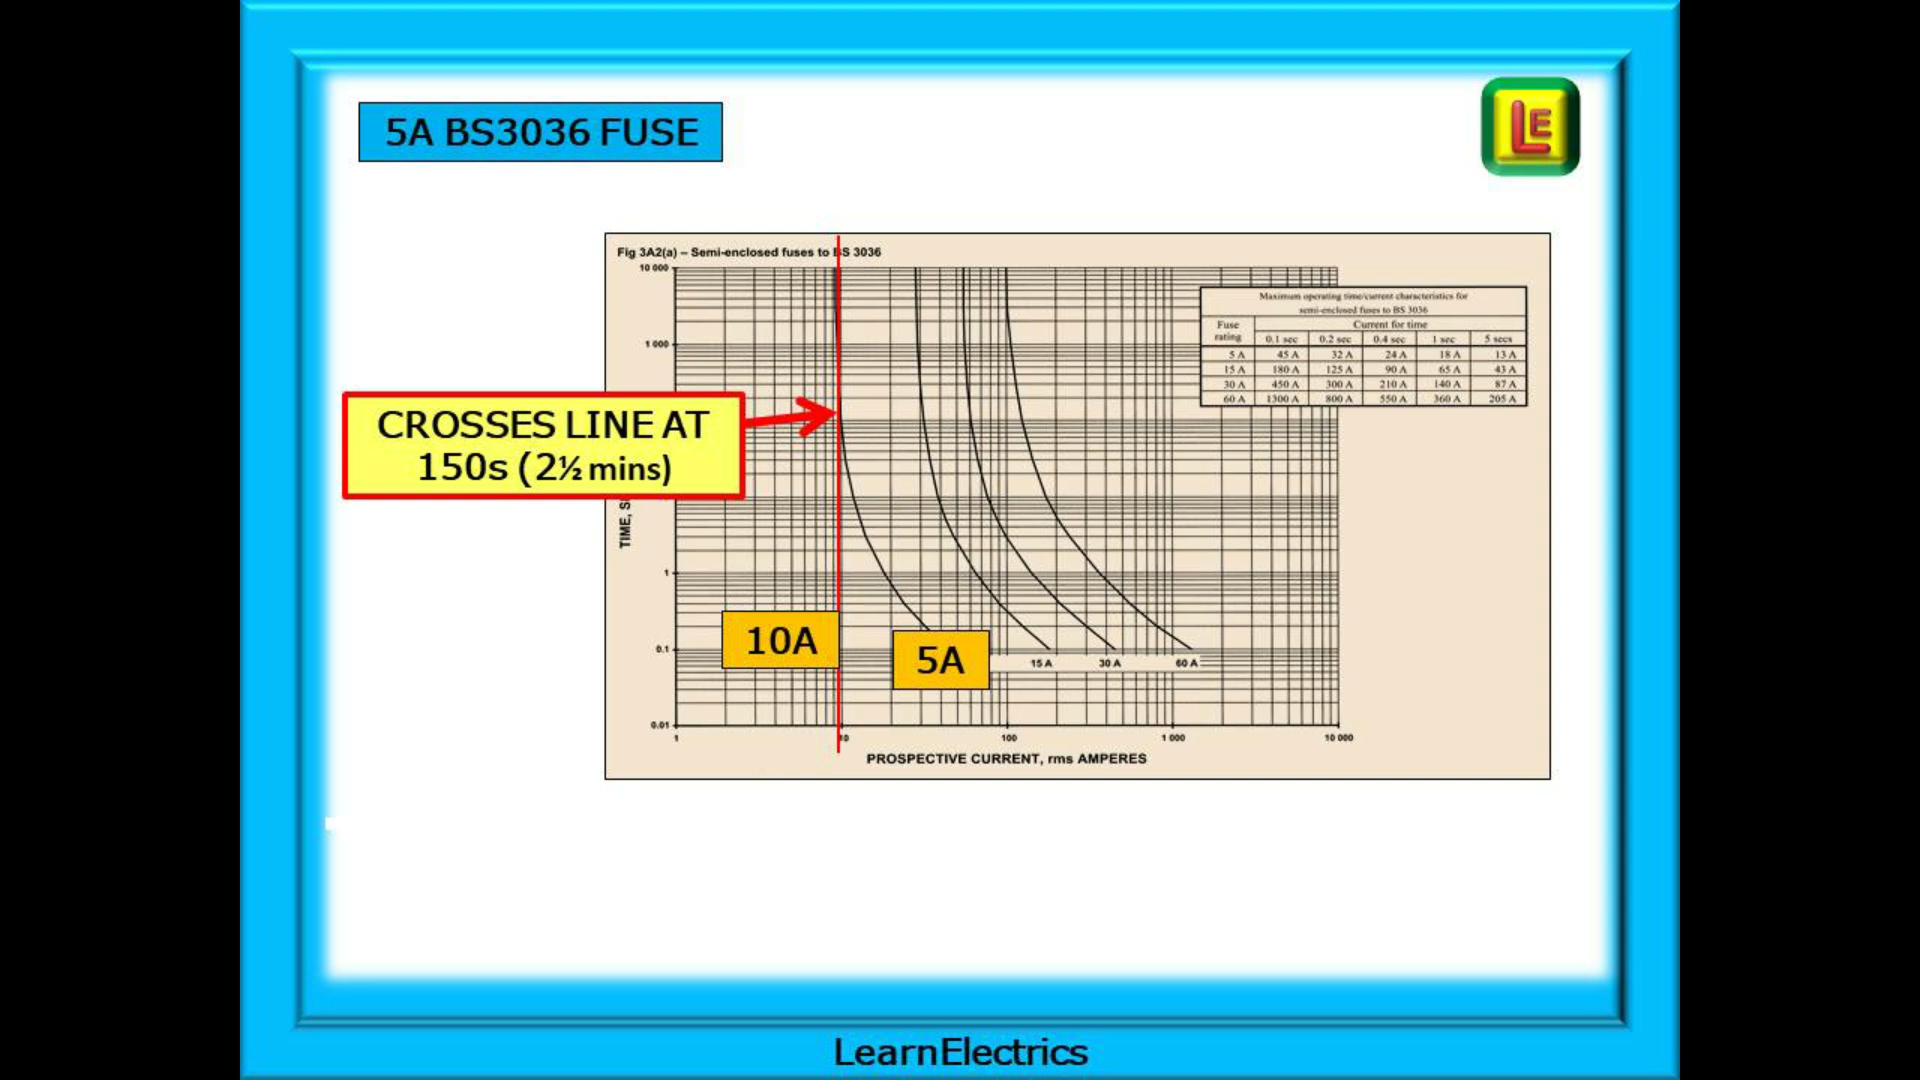 5A BS3036 FUSE
LE
Fig 3A2(a) – Semi-enclosed fuses to BS 3036
10 000
Maximum operating time/current characteristics for
semi-enclosed fuses to BS 3036
Fuse rating Current for time
0.1 sec 0.2 sec 0.4 sec 1 sec 5 secs
5 A 45 A 32 A 24 A 18 A 13 A
15 A 180 A 125 A 90 A 65 A 43 A
30 A 450 A 300 A 210 A 140 A 87 A
60 A 1300 A 800 A 550 A 360 A 205 A
1 000
CROSSES LINE AT
150s (2½ mins)
TIME, S
1
10A
5A
0.1
15 A 30 A 60 A
0.01
1 10 100 1 000 10 000
PROSPECTIVE CURRENT, rms AMPERES
LearnElectrics